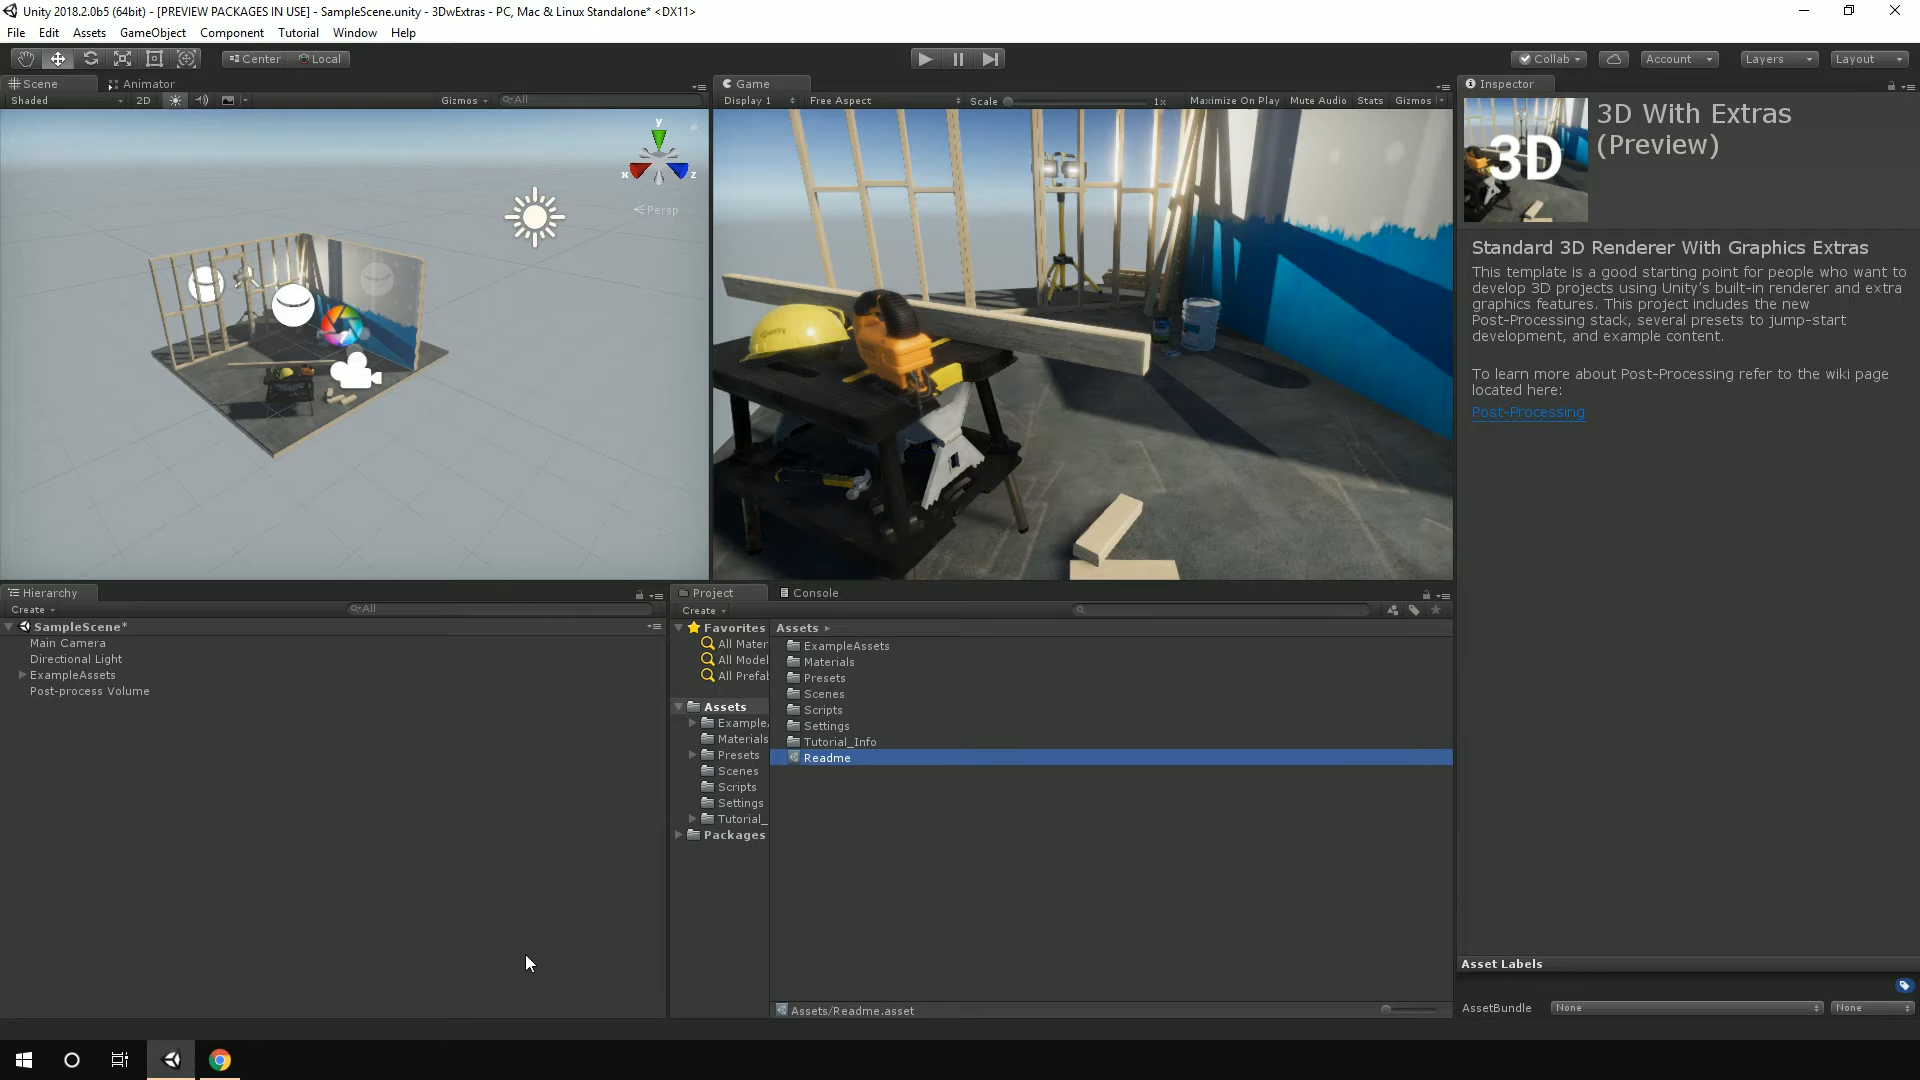 Unity 2018.2.0b5 (64bit) - [PREVIEW PACKAGES IN USE] - SampleScene.unity - 3DwExtras - PC, Mac & Linux Standalone* <DX11>
File Edit Assets GameObject Component Tutorial Window Help
Center Local Collab Account Layers Layout
Scene Animator
Shaded 2D Gizmos All
y
x z
Persp
Game
Display 1 Free Aspect Scale 1x Maximize On Play Mute Audio Stats Gizmos
Inspector
3D
3D With Extras
(Preview)
Standard 3D Renderer With Graphics Extras
This template is a good starting point for people who want to
develop 3D projects using Unity's built-in renderer and extra
graphics features. This project includes the new
Post-Processing stack, several presets to jump-start
development, and example content.
To learn more about Post-Processing refer to the wiki page
located here:
Post-Processing
Hierarchy
Create All
SampleScene*
Main Camera
Directional Light
ExampleAssets
Post-process Volume
Project Console
Create
Favorites
All Mater
All Model
All Prefab
Assets
Example.
Materials
Presets
Scenes
Scripts
Settings
Tutorial_
Packages
Assets
ExampleAssets
Materials
Presets
Scenes
Scripts
Settings
Tutorial_Info
Readme
Assets/Readme.asset
Asset Labels
AssetBundle None None